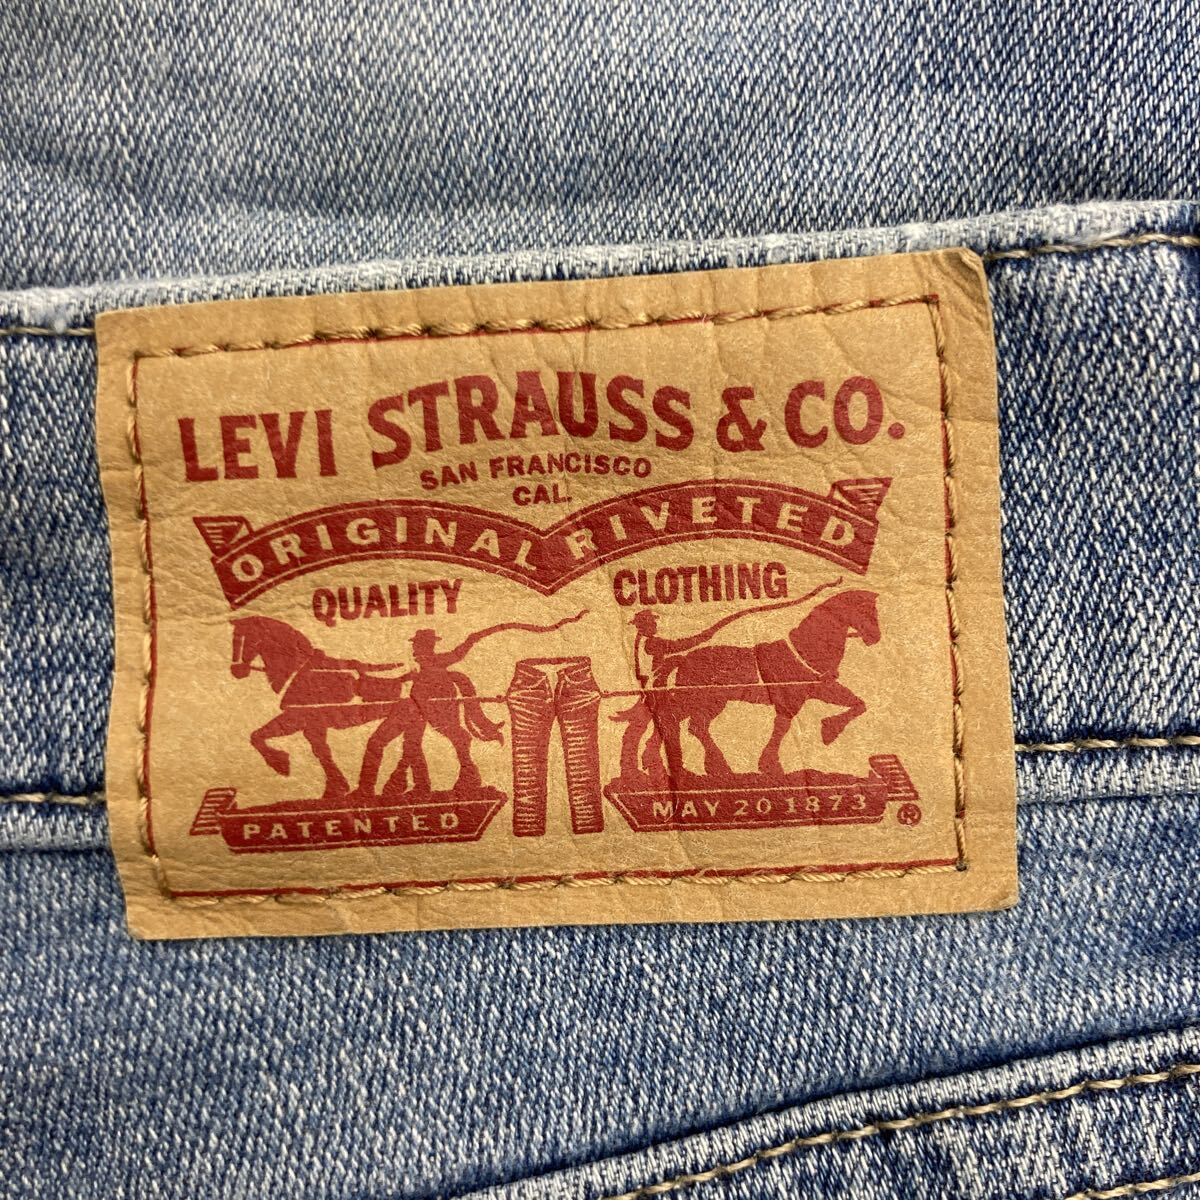 LEVI STRAUSS & CO.
SAN FRANCISCO
CAL.
ORIGINAL RIVETED
QUALITY CLOTHING
PATENTED MAY 20 1873 ®